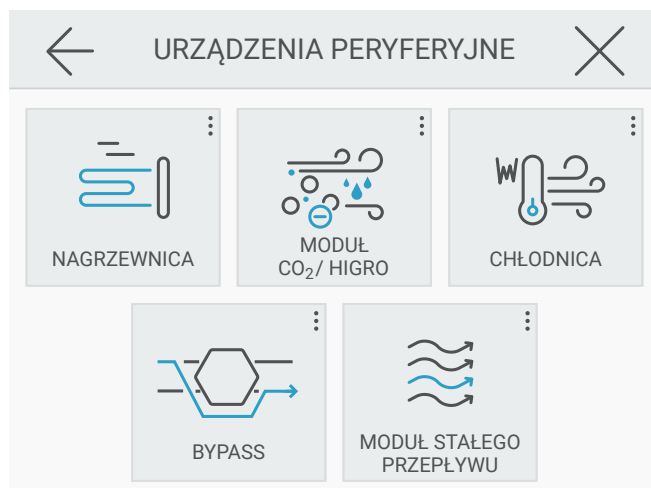 URZĄDZENIA PERYFERYJNE
NAGRZEWNICA
MODUŁ
CO₂/ HIGRO
CHŁODNICA
BYPASS
MODUŁ STAŁEGO
PRZEPŁYWU